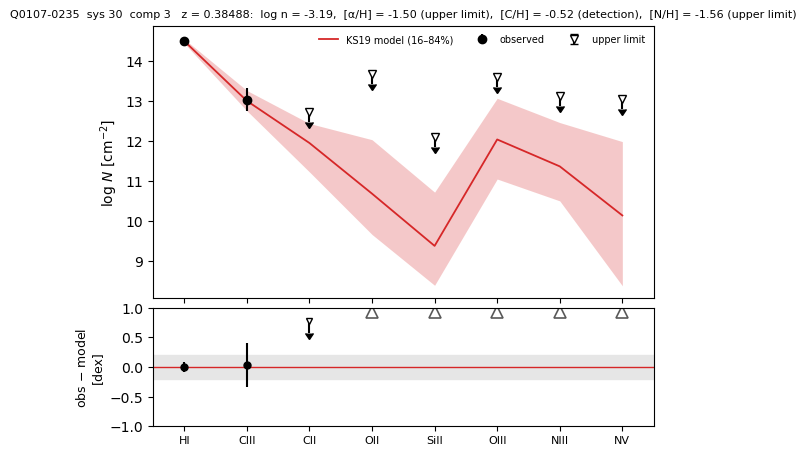 Q0107-0235  sys 30  comp 3   z = 0.38488:  log n = -3.19,  [α/H] = -1.50 (upper limit),  [C/H] = -0.52 (detection),  [N/H] = -1.56 (upper limit)
KS19 model (16–84%)
observed
upper limit
log N [cm⁻²]
14
13
12
11
10
9
obs − model
[dex]
1.0
0.5
0.0
−0.5
−1.0
HI CIII CII OII SiII OIII NIII NV